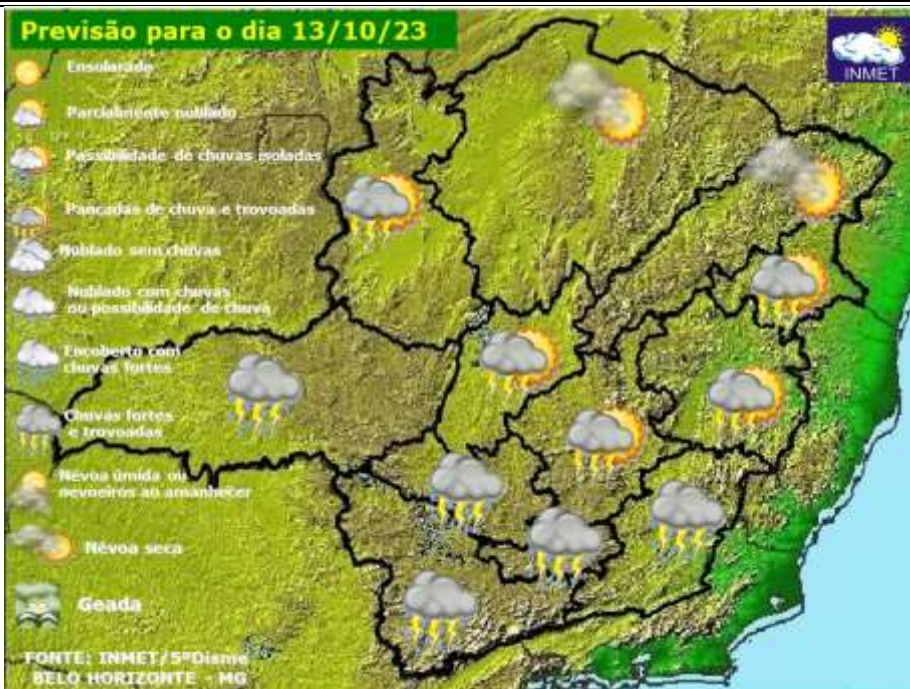 Previsão para o dia 13/10/23
INMET
Ensolarado
Parcialmente nublado
Possibilidade de chuvas isoladas
Pancadas de chuva e trovoadas
Nublado sem chuvas
Nublado com chuvas
ou possibilidade de chuva
Encoberto com
chuvas fortes
Chuvas fortes
e trovoadas
Névoa úmida ou
nevoeiros ao amanhecer
Névoa seca
Geada
FONTE: INMET/5ºDisme
BELO HORIZONTE - MG